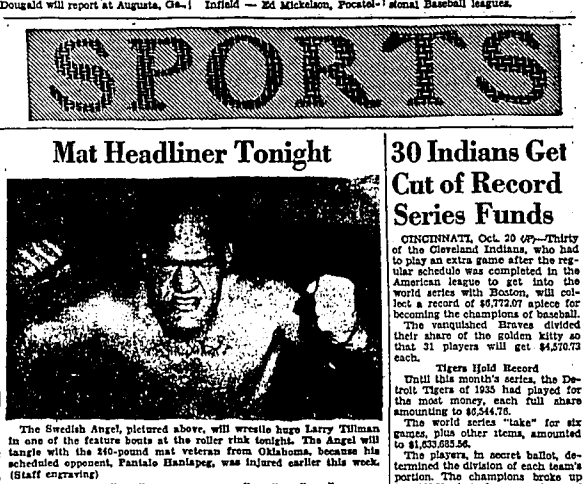 Dougald will report at Augusta, Ga.,
Infield — Ed Mickelson, Pocatel-
sional Baseball leagues.
SPORTS
Mat Headliner Tonight
The Swedish Angel, pictured above, will wrestle huge Larry Tillman
in one of the feature bouts at the roller rink tonight. The Angel will
tangle with the 240-pound mat veteran from Oklahoma, because his
scheduled opponent, Pantalo Hanispeg, was injured earlier this week.
(Staff engraving)
30 Indians Get
Cut of Record
Series Funds
CINCINNATI, Oct. 20 (AP)—Thirty
of the Cleveland Indians, who had
to play an extra game after the reg-
ular schedule was completed in the
American league to get into the
world series with Boston, will col-
lect a record of $6,772.07 apiece for
becoming the champions of baseball.
The vanquished Braves divided
their share of the golden kitty so
that 31 players will get $4,570.73
each.
Tigers Hold Record
Until this month's series, the De-
troit Tigers of 1935 had played for
the most money, each full share
amounting to $6,544.76.
The world series "take" for six
games, plus other items, amounted
to $1,633,685.56.
The players, in secret ballot, de-
termined the division of each team's
portion. The champions broke up